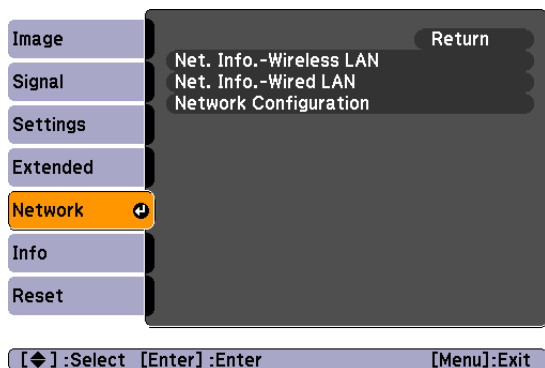 Image
Signal
Settings
Extended
Network
Info
Reset
Return
Net. Info.-Wireless LAN
Net. Info.-Wired LAN
Network Configuration
[◆] :Select [Enter] :Enter [Menu]:Exit